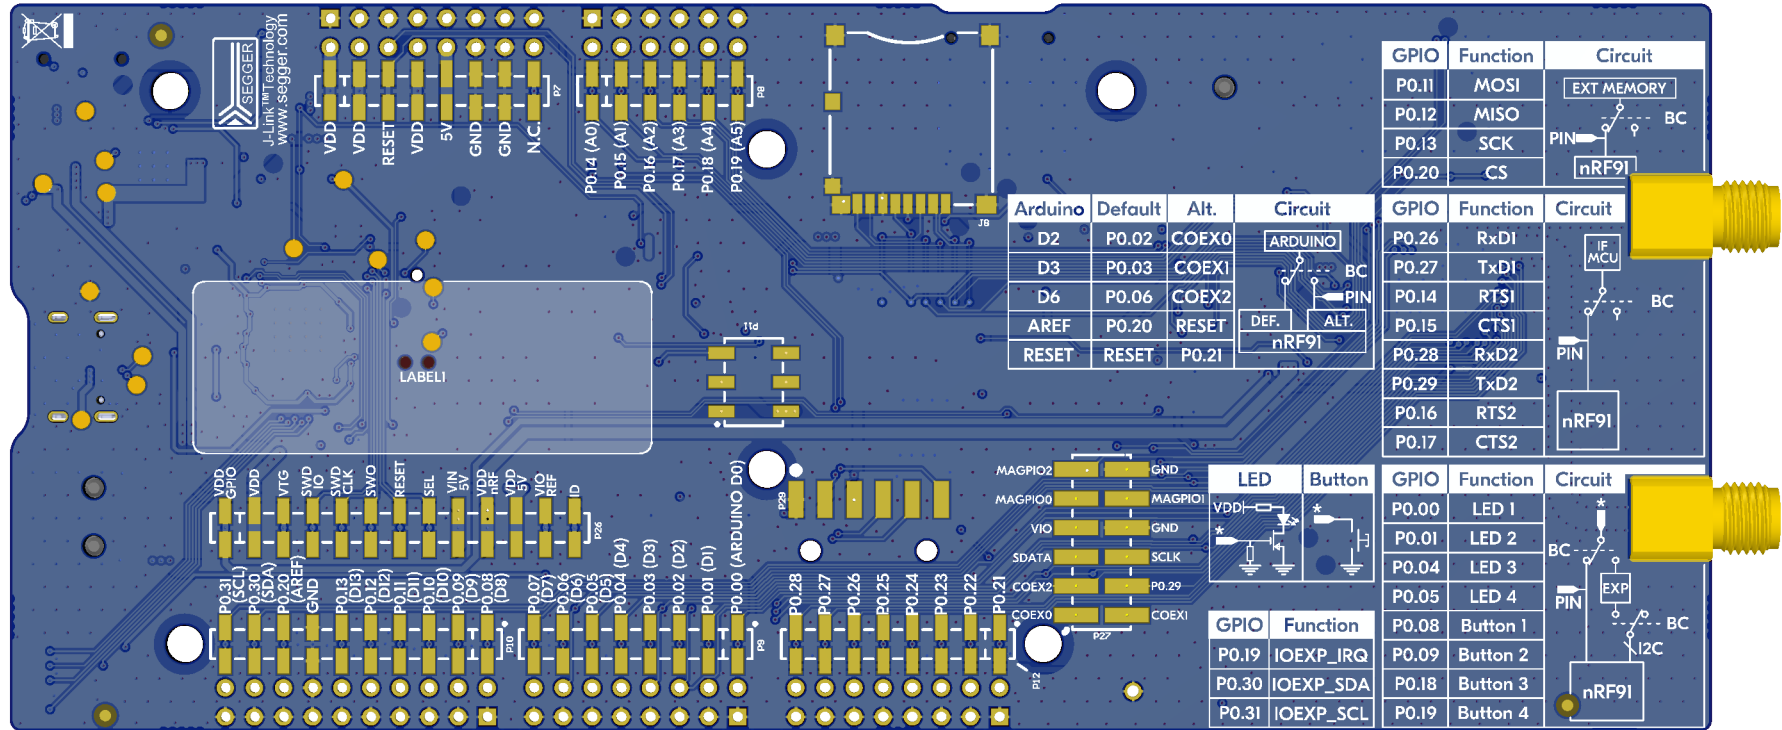 SEGGER
J-Link™Technology
www.segger.com
VDD
VDD
RESET
VDD
5V
GND
GND
N.C.
P7
P0.14 (A0)
P0.15 (A1)
P0.16 (A2)
P0.17 (A3)
P0.18 (A4)
P0.19 (A5)
P8
J8
GPIO Function Circuit
P0.11 MOSI
P0.12 MISO
P0.13 SCK
P0.20 CS
EXT MEMORY
BC
PIN
nRF91
Arduino Default Alt. Circuit
D2 P0.02 COEX0
D3 P0.03 COEX1
D6 P0.06 COEX2
AREF P0.20 RESET
RESET RESET P0.21
ARDUINO
BC
PIN
DEF. ALT.
nRF91
GPIO Function Circuit
P0.26 RxD1
P0.27 TxD1
P0.14 RTS1
P0.15 CTS1
P0.28 RxD2
P0.29 TxD2
P0.16 RTS2
P0.17 CTS2
IF
MCU
BC
PIN
nRF91
P11
LABEL1
VDD
GPIO
VDD
VTG
SWD
IO
SWD
CLK
SWO
RESET
SEL
VIN
5V
VDD
nRF
VDD
5V
VIO
REF
ID
P26
P29
MAGPIO2 GND
MAGPIO0 MAGPIO1
VIO GND
SDATA SCLK
COEX2 P0.29
COEX0 COEX1
P27
LED Button
VDD
*
*
GPIO Function
P0.19 IOEXP_IRQ
P0.30 IOEXP_SDA
P0.31 IOEXP_SCL
GPIO Function Circuit
P0.00 LED 1
P0.01 LED 2
P0.04 LED 3
P0.05 LED 4
P0.08 Button 1
P0.09 Button 2
P0.18 Button 3
P0.19 Button 4
*
BC
EXP
PIN
BC
I2C
nRF91
P0.31
(SCL)
P0.30
(SDA)
P0.20
(AREF)
GND
P0.13
(D13)
P0.12
(D12)
P0.11
(D11)
P0.10
(D10)
P0.09
(D9)
P0.08
(D8)
P10
P0.07
(D7)
P0.06
(D6)
P0.05
(D5)
P0.04 (D4)
P0.03 (D3)
P0.02 (D2)
P0.01 (D1)
P0.00 (ARDUINO D0)
P9
P0.28
P0.27
P0.26
P0.25
P0.24
P0.23
P0.22
P0.21
P12